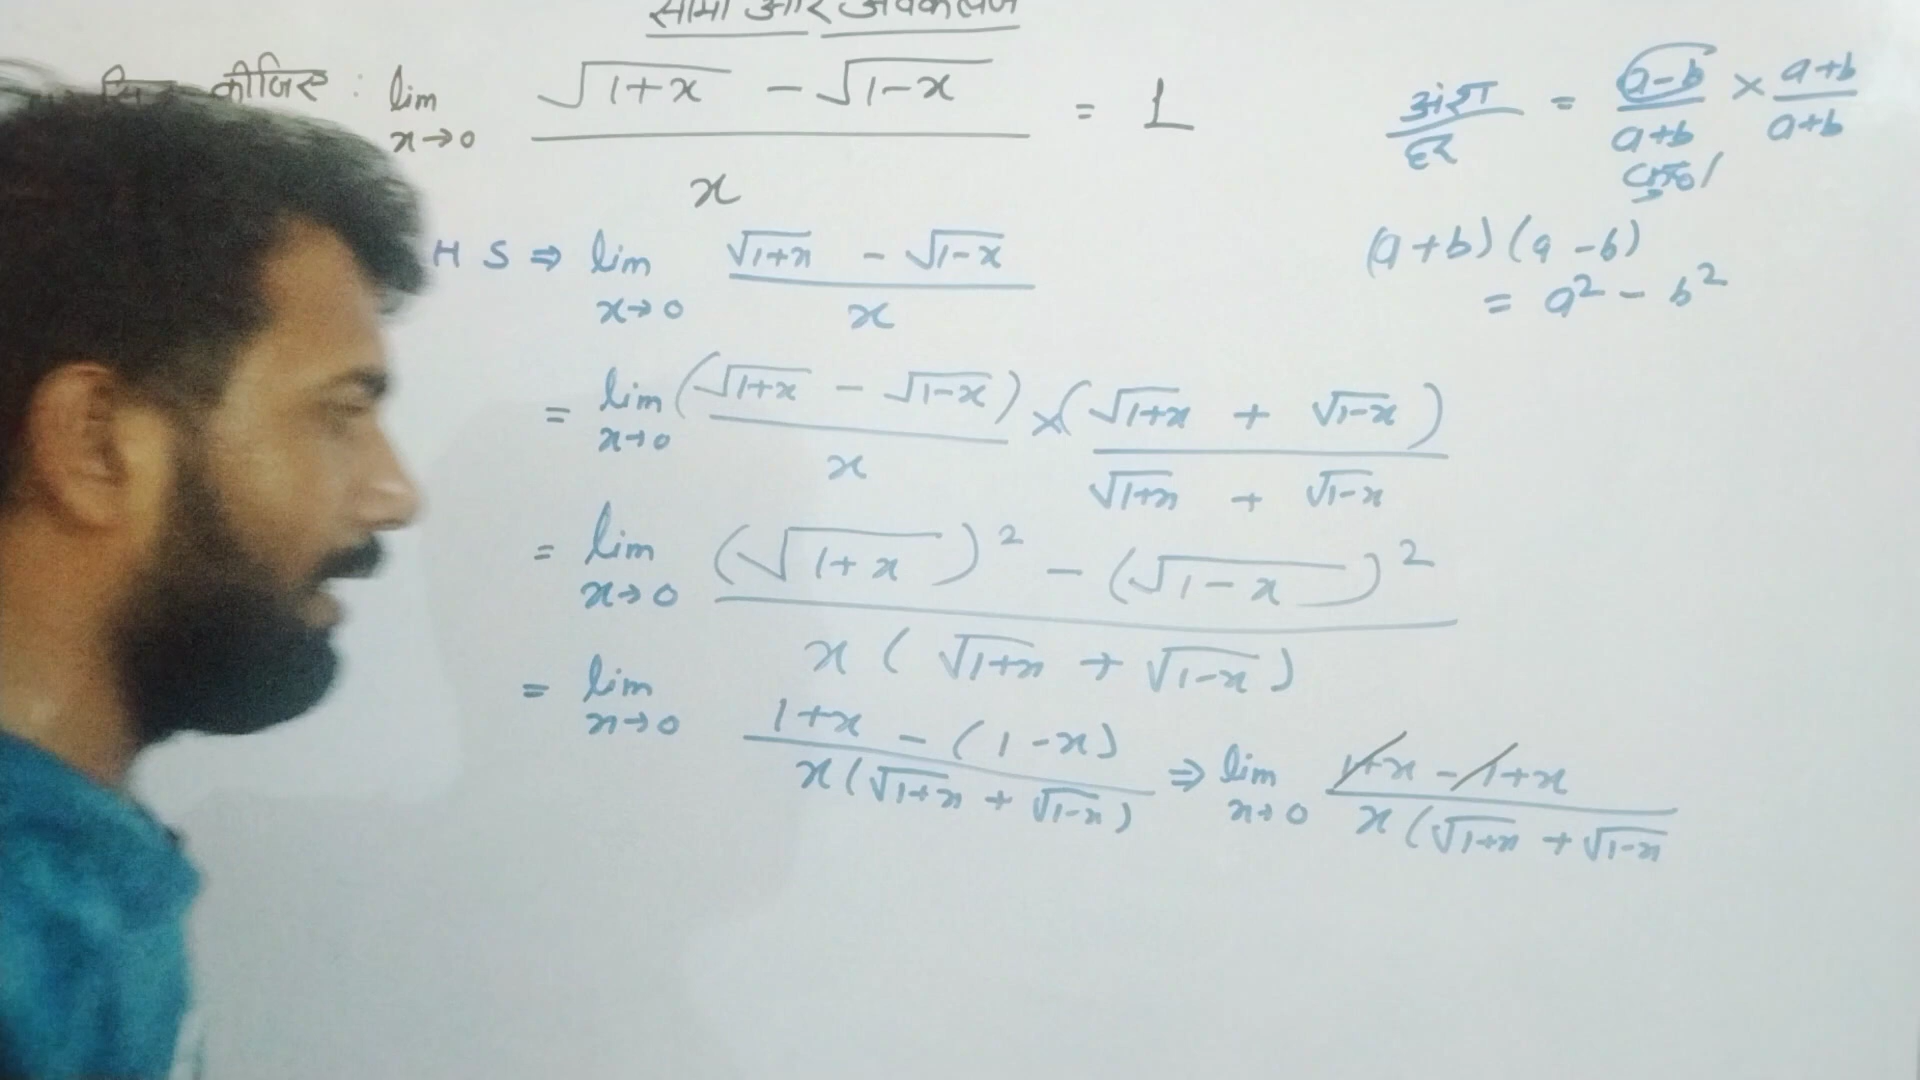 सीमा और अवकलज
कीजिए : lim x→0 (√(1+x) − √(1−x)) / x = 1
अंश/हर = (a−b)/(a+b) × (a+b)/(a+b)
(a+b)(a−b)
= a² − b²
H S ⇒ lim x→0 (√(1+x) − √(1−x)) / x
= lim x→0 (√(1+x) − √(1−x)) / x × (√(1+x) + √(1−x)) / (√(1+x) + √(1−x))
= lim x→0 ((√(1+x))² − (√(1−x))²) / (x(√(1+x) + √(1−x)))
= lim x→0 (1+x − (1−x)) / (x(√(1+x) + √(1−x))) ⇒ lim x→0 (1+x − 1+x) / (x(√(1+x) + √(1−x)